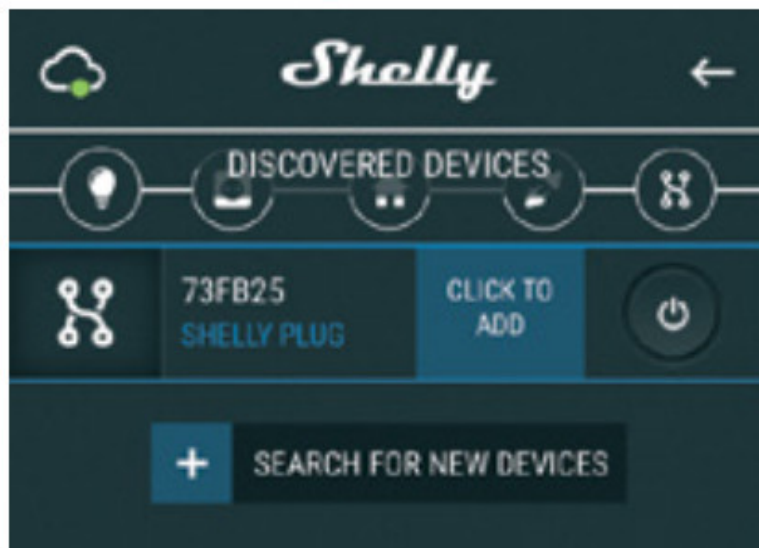 Shelly
DISCOVERED DEVICES
73FB25
SHELLY PLUG
CLICK TO
ADD
SEARCH FOR NEW DEVICES